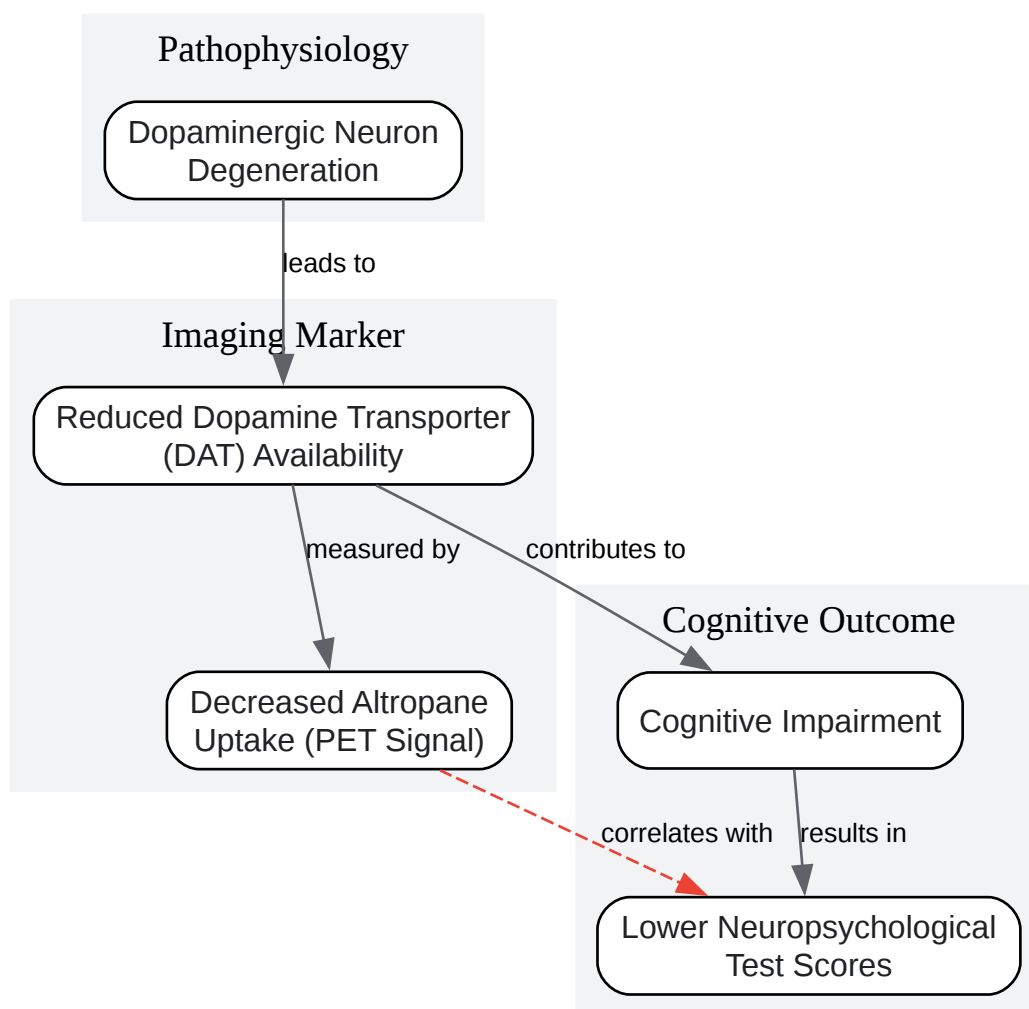 Pathophysiology
Dopaminergic Neuron
Degeneration
leads to
Imaging Marker
Reduced Dopamine Transporter
(DAT) Availability
measured by
contributes to
Cognitive Outcome
Decreased Altropane
Uptake (PET Signal)
Cognitive Impairment
correlates with
results in
Lower Neuropsychological
Test Scores